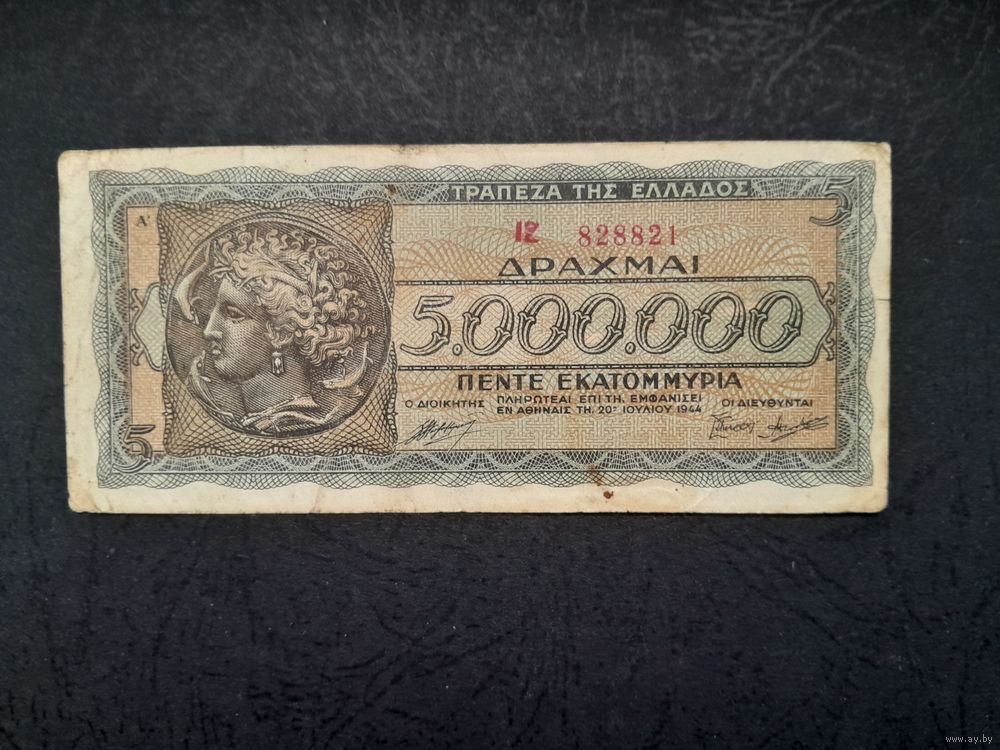 ΤΡΑΠΕΖΑ ΤΗΣ ΕΛΛΑΔΟΣ
5
Α'
ΙΖ 828821
ΔΡΑΧΜΑΙ
5.000.000
ΠΕΝΤΕ ΕΚΑΤΟΜΜΥΡΙΑ
Ο ΔΙΟΙΚΗΤΗΣ ΠΛΗΡΩΤΕΑΙ ΕΠΙ ΤΗ, ΕΜΦΑΝΙΣΕΙ ΟΙ ΔΙΕΥΘΥΝΤΑΙ
ΕΝ ΑΘΗΝΑΙΣ ΤΗ, 20ῃ ΙΟΥΛΙΟΥ 1944
5
www.ay.by